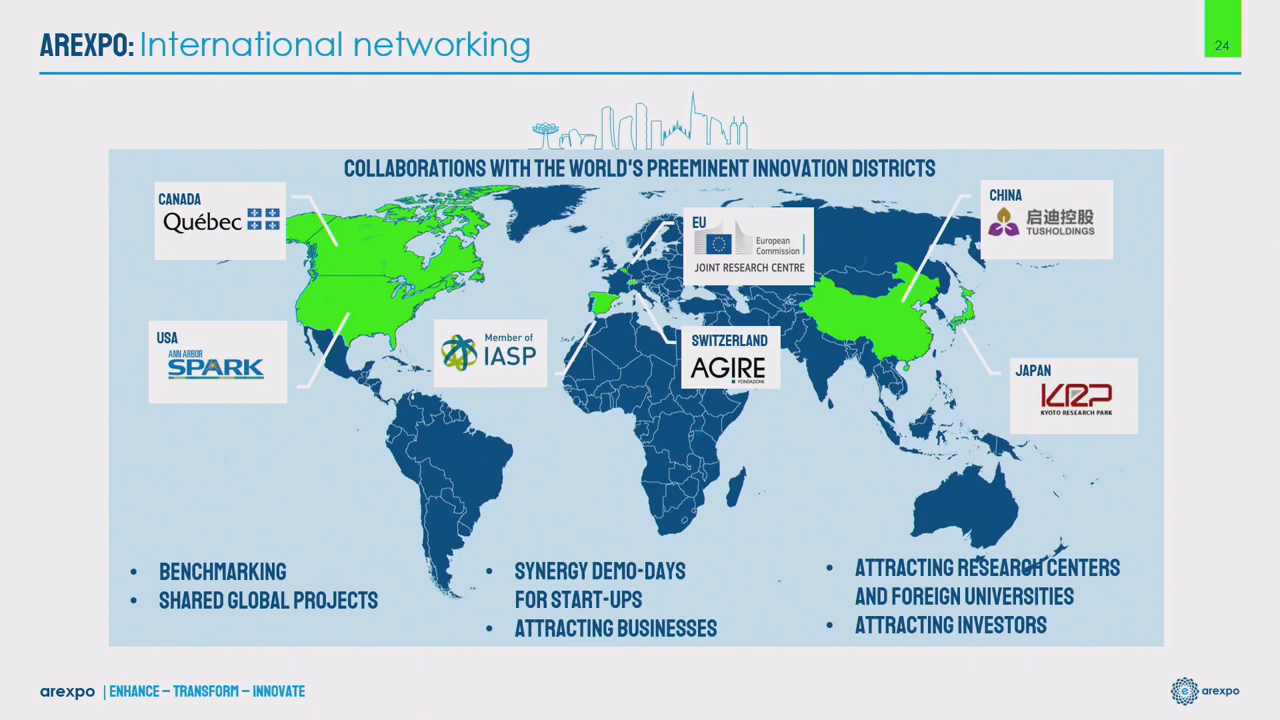 AREXPO: International networking
24
COLLABORATIONS WITH THE WORLD'S PREEMINENT INNOVATION DISTRICTS
CANADA
Québec
USA
ANN ARBOR
SPARK
Member of
IASP
EU
European
Commission
JOINT RESEARCH CENTRE
SWITZERLAND
AGIRE
FONDAZIONE
CHINA
启迪控股
TUSHOLDINGS
JAPAN
KRP
KYOTO RESEARCH PARK
• BENCHMARKING
• SHARED GLOBAL PROJECTS
• SYNERGY DEMO-DAYS
FOR START-UPS
• ATTRACTING BUSINESSES
• ATTRACTING RESEARCH CENTERS
AND FOREIGN UNIVERSITIES
• ATTRACTING INVESTORS
arexpo | ENHANCE – TRANSFORM – INNOVATE
e arexpo